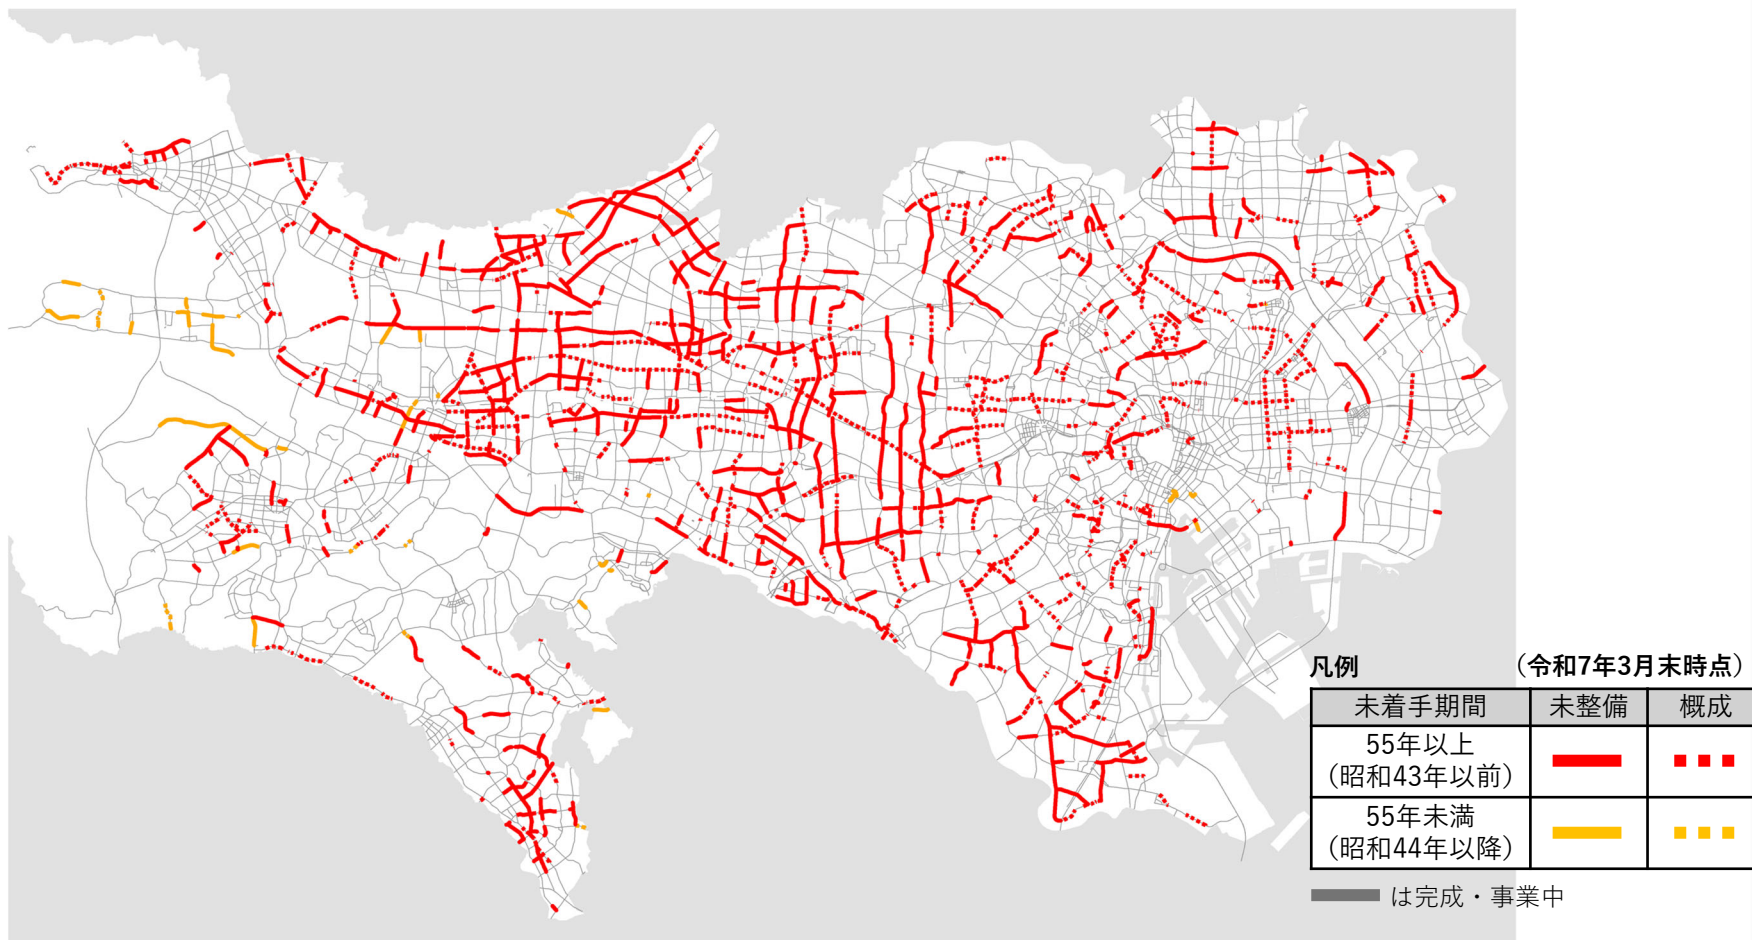 凡例
（令和7年3月末時点）
未着手期間 未整備 概成
55年以上
（昭和43年以前）
55年未満
（昭和44年以降）
は完成・事業中